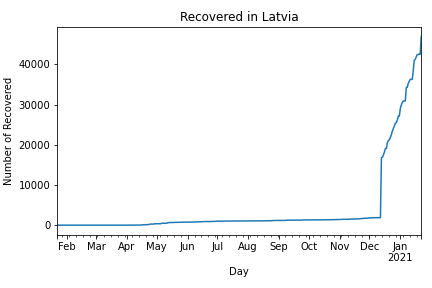 Recovered in Latvia
Number of Recovered
40000
30000
20000
10000
0
Feb Mar Apr May Jun Jul Aug Sep Oct Nov Dec Jan
2021
Day